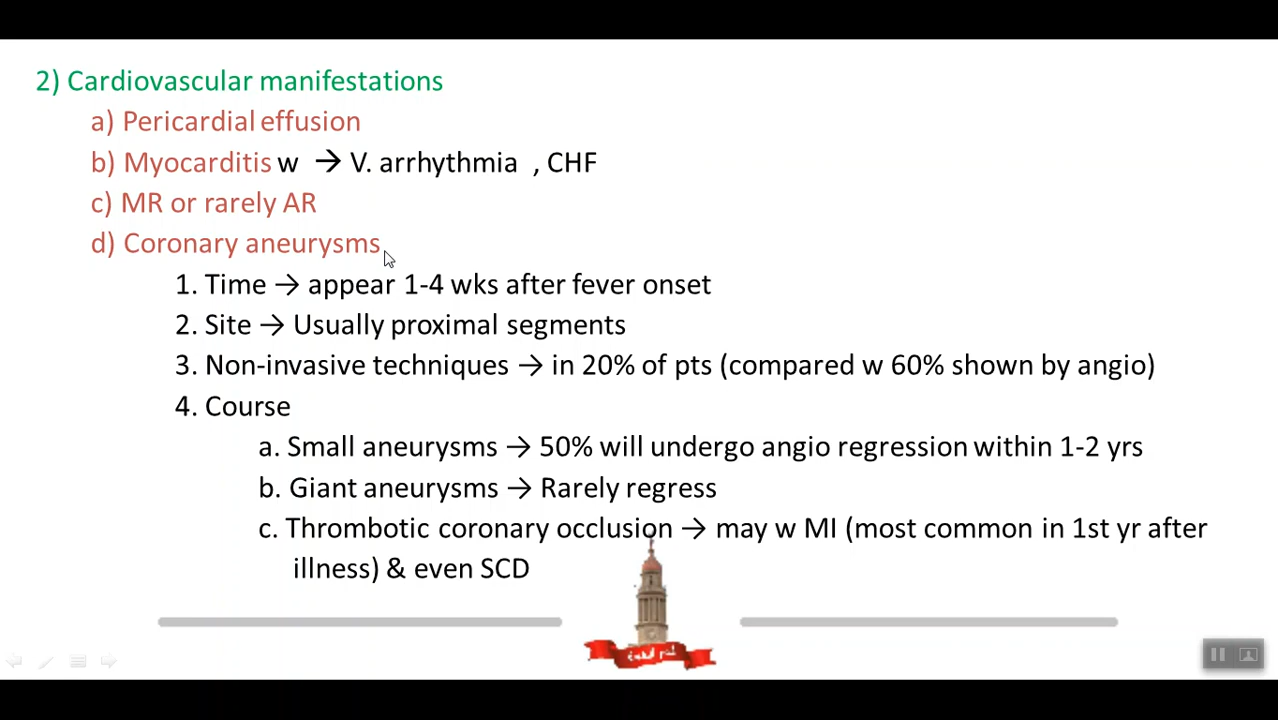 2) Cardiovascular manifestations
a) Pericardial effusion
b) Myocarditis w → V. arrhythmia , CHF
c) MR or rarely AR
d) Coronary aneurysms
1. Time → appear 1-4 wks after fever onset
2. Site → Usually proximal segments
3. Non-invasive techniques → in 20% of pts (compared w 60% shown by angio)
4. Course
a. Small aneurysms → 50% will undergo angio regression within 1-2 yrs
b. Giant aneurysms → Rarely regress
c. Thrombotic coronary occlusion → may w MI (most common in 1st yr after
illness) & even SCD